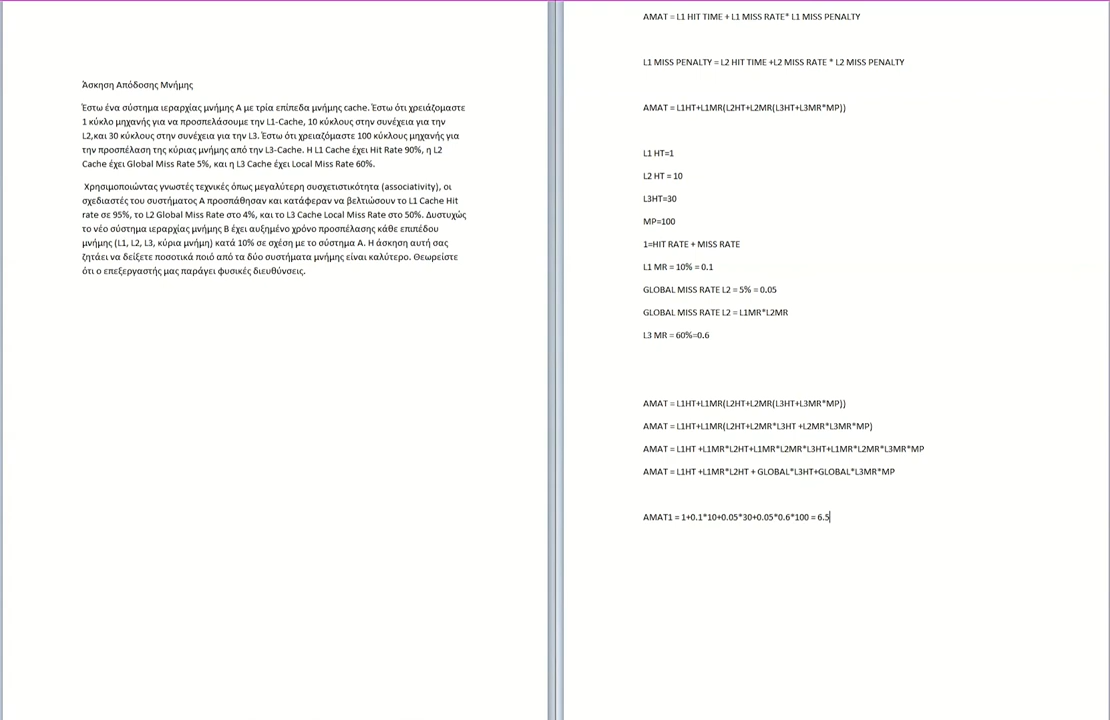 Άσκηση Απόδοσης Μνήμης
Έστω ένα σύστημα ιεραρχίας μνήμης Α με τρία επίπεδα μνήμης cache. Έστω ότι χρειάζομαστε
1 κύκλο μηχανής για να προσπελάσουμε την L1-Cache, 10 κύκλους στην συνέχεια για την
L2,και 30 κύκλους στην συνέχεια για την L3. Έστω ότι χρειαζόμαστε 100 κύκλους μηχανής για
την προσπέλαση της κύριας μνήμης από την L3-Cache. Η L1 Cache έχει Hit Rate 90%, η L2
Cache έχει Global Miss Rate 5%, και η L3 Cache έχει Local Miss Rate 60%.
Χρησιμοποιώντας γνωστές τεχνικές όπως μεγαλύτερη συσχετιστικότητα (associativity), οι
σχεδιαστές του συστήματος Α προσπάθησαν και κατάφεραν να βελτιώσουν το L1 Cache Hit
rate σε 95%, το L2 Global Miss Rate στο 4%, και το L3 Cache Local Miss Rate στο 50%. Δυστυχώς
το νέο σύστημα ιεραρχίας μνήμης Β έχει αυξημένο χρόνο προσπέλασης κάθε επιπέδου
μνήμης (L1, L2, L3, κύρια μνήμη) κατά 10% σε σχέση με το σύστημα Α. Η άσκηση αυτή σας
ζητάει να δείξετε ποσοτικά ποιό από τα δύο συστήματα μνήμης είναι καλύτερο. Θεωρείστε
ότι ο επεξεργαστής μας παράγει φυσικές διευθύνσεις.
AMAT = L1 HIT TIME + L1 MISS RATE* L1 MISS PENALTY
L1 MISS PENALTY = L2 HIT TIME +L2 MISS RATE * L2 MISS PENALTY
AMAT = L1HT+L1MR(L2HT+L2MR(L3HT+L3MR*MP))
L1 HT=1
L2 HT = 10
L3HT=30
MP=100
1=HIT RATE + MISS RATE
L1 MR = 10% = 0.1
GLOBAL MISS RATE L2 = 5% = 0.05
GLOBAL MISS RATE L2 = L1MR*L2MR
L3 MR = 60%=0.6
AMAT = L1HT+L1MR(L2HT+L2MR(L3HT+L3MR*MP))
AMAT = L1HT+L1MR(L2HT+L2MR*L3HT +L2MR*L3MR*MP)
AMAT = L1HT +L1MR*L2HT+L1MR*L2MR*L3HT+L1MR*L2MR*L3MR*MP
AMAT = L1HT +L1MR*L2HT + GLOBAL*L3HT+GLOBAL*L3MR*MP
AMAT1 = 1+0.1*10+0.05*30+0.05*0.6*100 = 6.5